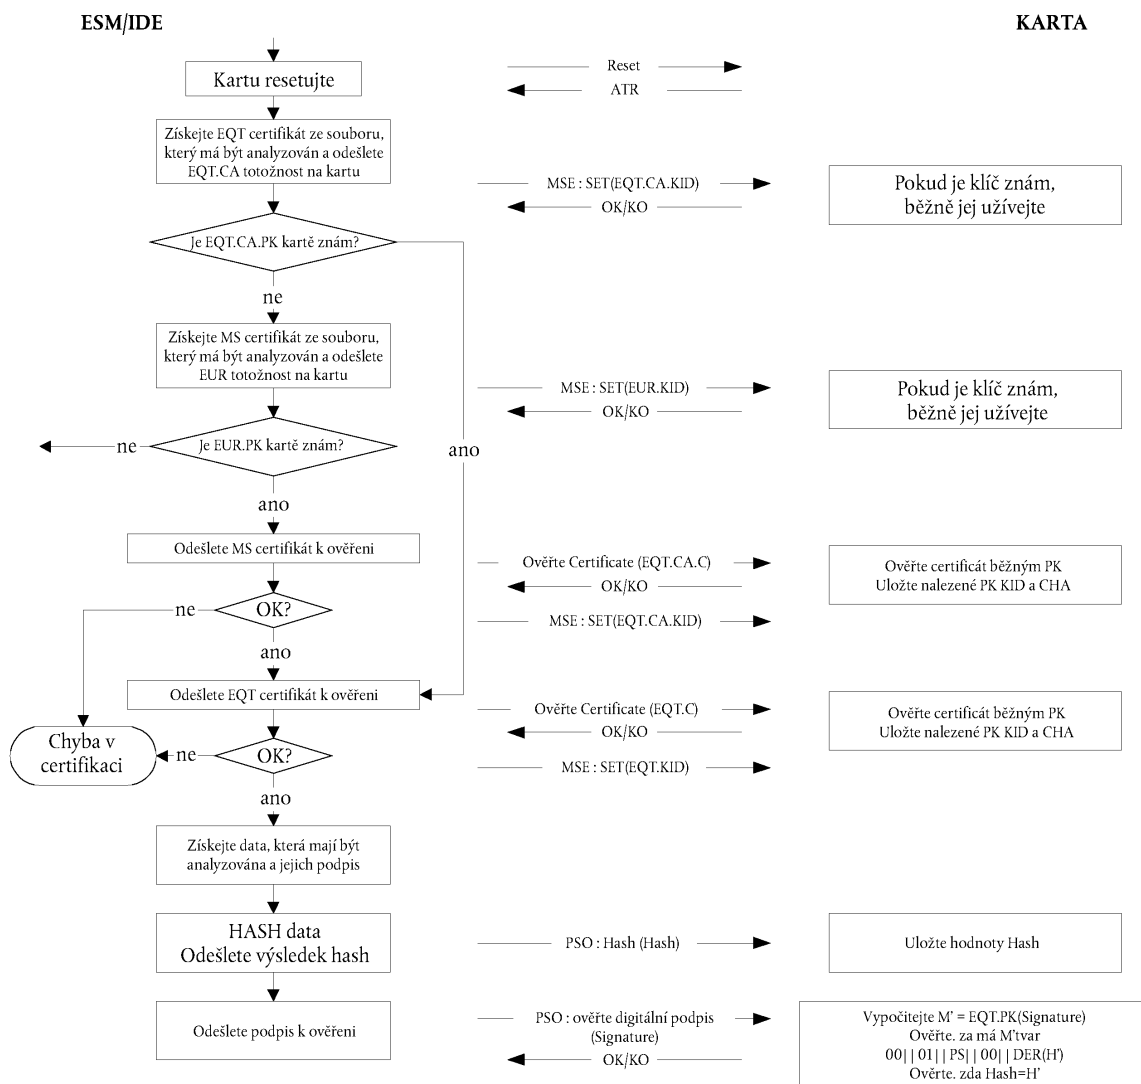 ESM/IDE
KARTA
Kartu resetujte
Reset
ATR
Získejte EQT certifikát ze souboru,
který má být analyzován a odešlete
EQT.CA totožnost na kartu
MSE : SET(EQT.CA.KID)
OK/KO
Pokud je klíč znám,
běžně jej užívejte
Je EQT.CA.PK kartě znám?
ne
Získejte MS certifikát ze souboru,
který má být analyzován a odešlete
EUR totožnost na kartu
MSE : SET(EUR.KID)
OK/KO
Pokud je klíč znám,
běžně jej užívejte
ne
Je EUR.PK kartě znám?
ano
ano
Odešlete MS certifikát k ověřeni
Ověřte Certificate (EQT.CA.C)
OK/KO
Ověřte certificát běžným PK
Uložte nalezené PK KID a CHA
ne
OK?
MSE : SET(EQT.CA.KID)
ano
Odešlete EQT certifikát k ověřeni
Ověřte Certificate (EQT.C)
OK/KO
Ověřte certificát běžným PK
Uložte nalezené PK KID a CHA
Chyba v
certifikaci
ne
OK?
MSE : SET(EQT.KID)
ano
Získejte data, která mají být
analyzována a jejich podpis
HASH data
Odešlete výsledek hash
PSO : Hash (Hash)
Uložte hodnoty Hash
Odešlete podpis k ověřeni
PSO : ověřte digitální podpis
(Signature)
OK/KO
Vypočitejte M' = EQT.PK(Signature)
Ověřte. za má M'tvar
00||01||PS||00||DER(H')
Ověrte. zda Hash=H'